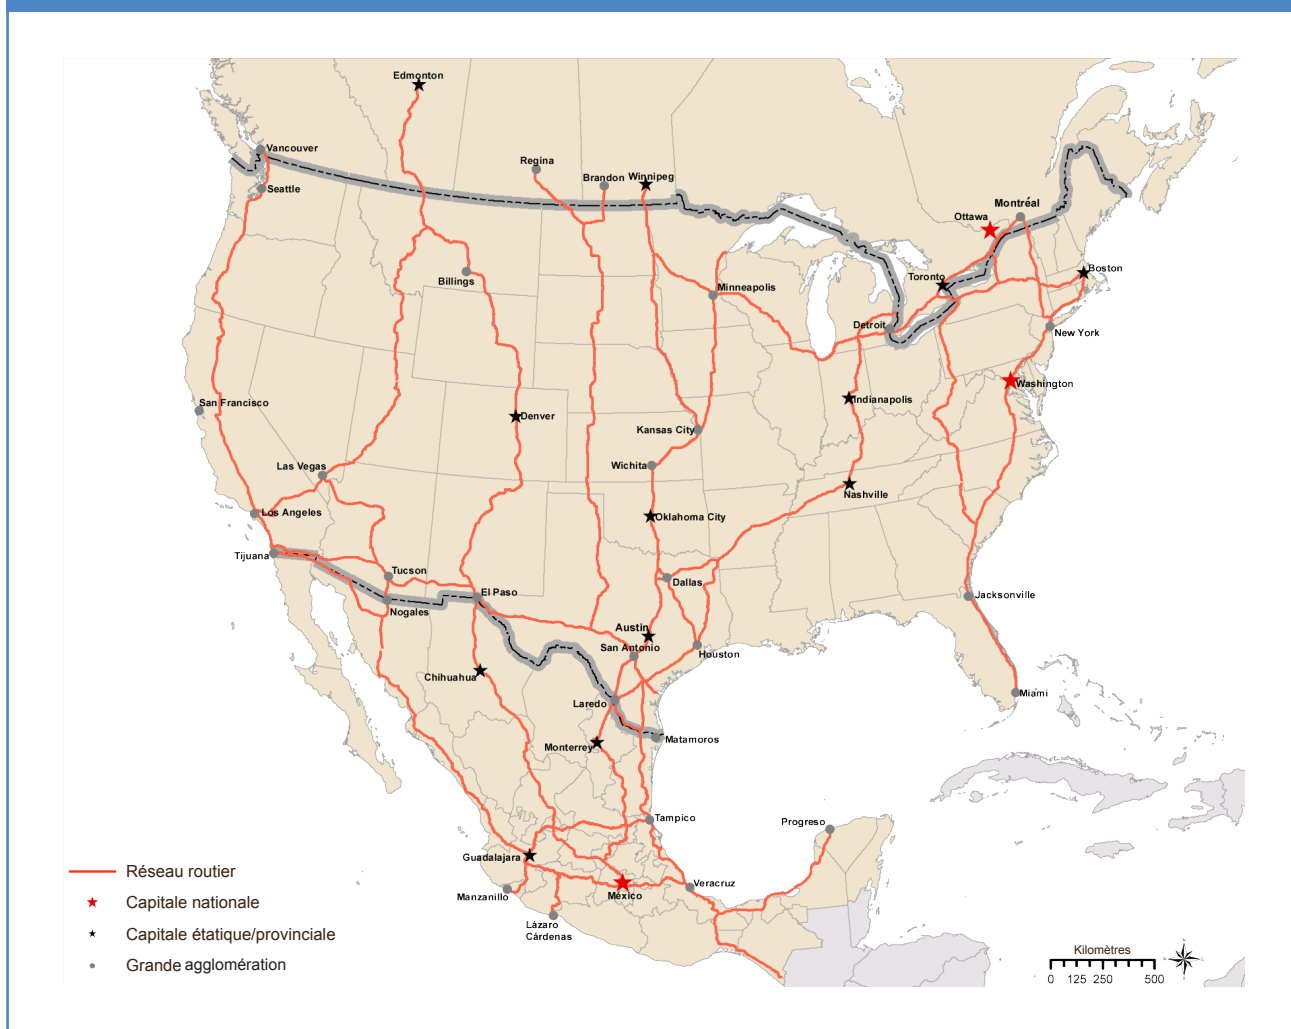 Edmonton
Vancouver
Regina
Brandon Winnipeg
Seattle
Montréal
Ottawa
Billings
Minneapolis
Toronto
Boston
Detroit
New York
Washington
San Francisco
Denver
Indianapolis
Kansas City
Las Vegas
Wichita
Nashville
Los Angeles
Oklahoma City
Tijuana
Tucson
Dallas
El Paso
Jacksonville
Nogales
Austin
San Antonio
Houston
Chihuahua
Miami
Laredo
Monterrey
Matamoros
Tampico
Progreso
Guadalajara
Veracruz
Manzanillo
México
Lázaro
Cárdenas
Réseau routier
Capitale nationale
Capitale étatique/provinciale
Grande agglomération
Kilomètres
0 125 250 500